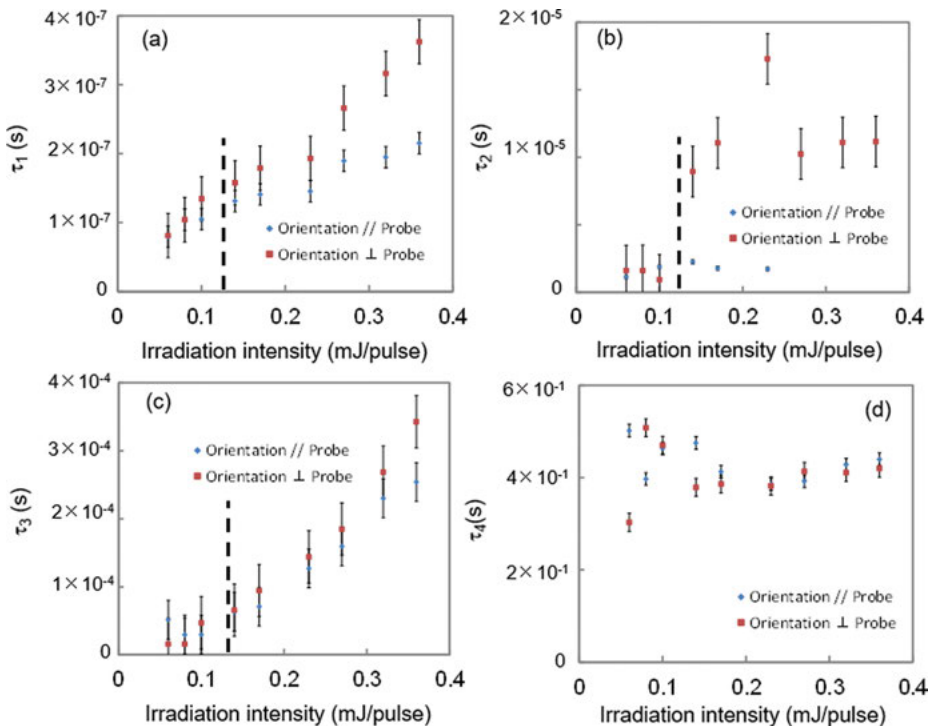 (a)
4×10⁻⁷
3×10⁻⁷
2×10⁻⁷
1×10⁻⁷
0
τ₁ (s)
Orientation // Probe
Orientation ⊥ Probe
0 0.1 0.2 0.3 0.4
Irradiation intensity (mJ/pulse)
(b)
2×10⁻⁵
1×10⁻⁵
0
τ₂ (s)
Orientation // Probe
Orientation ⊥ Probe
0 0.1 0.2 0.3 0.4
Irradiation intensity (mJ/pulse)
(c)
4×10⁻⁴
2×10⁻⁴
1×10⁻⁴
0
τ₃ (s)
Orientation // Probe
Orientation ⊥ Probe
0 0.1 0.2 0.3 0.4
Irradiation intensity (mJ/pulse)
(d)
6×10⁻¹
4×10⁻¹
2×10⁻¹
0
τ₄(s)
Orientation // Probe
Orientation ⊥ Probe
0 0.1 0.2 0.3 0.4
Irradiation intensity (mJ/pulse)